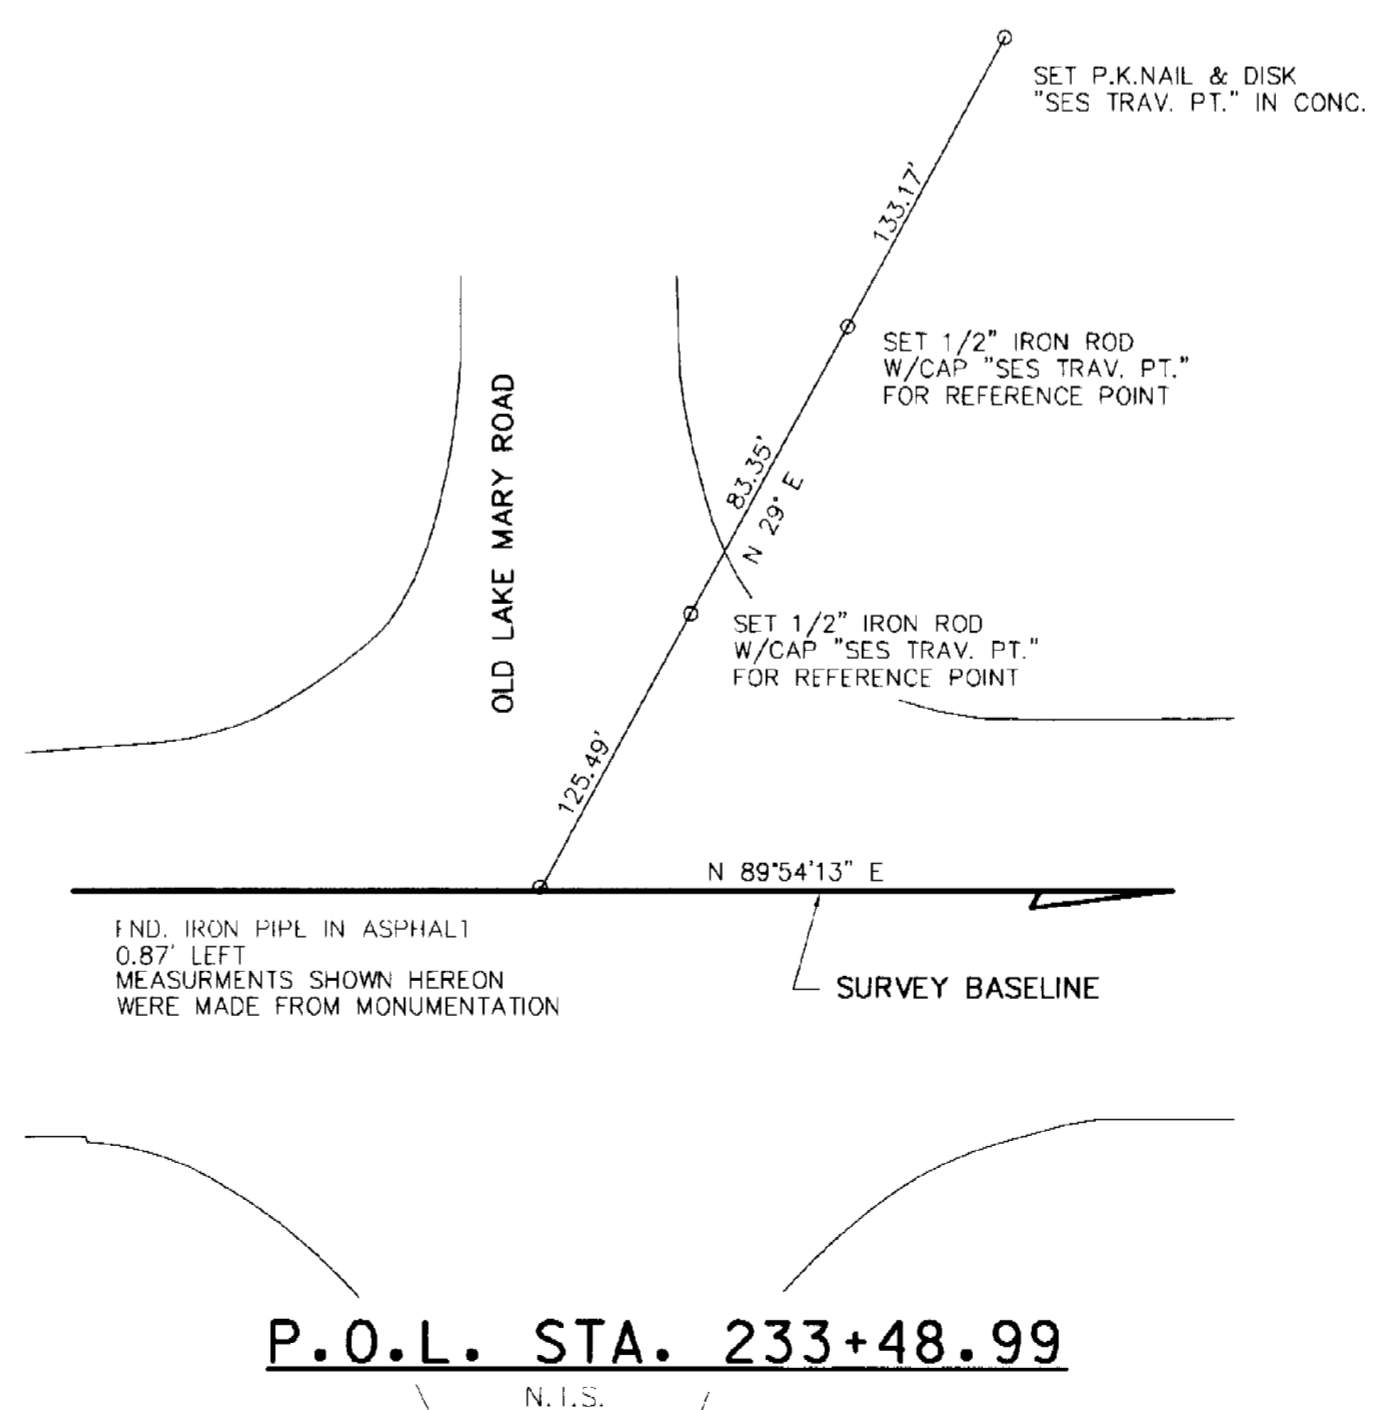 SET P.K.NAIL & DISK
"SES TRAV. PT." IN CONC.
133.17'
SET 1/2" IRON ROD
W/CAP "SES TRAV. PT."
FOR REFERENCE POINT
OLD LAKE MARY ROAD
83.35'
N 29° E
SET 1/2" IRON ROD
W/CAP "SES TRAV. PT."
FOR REFERENCE POINT
125.49'
N 89°54'13" E
FND. IRON PIPE IN ASPHALT
0.87' LEFT
MEASURMENTS SHOWN HEREON
WERE MADE FROM MONUMENTATION
SURVEY BASELINE
P.O.L. STA. 233+48.99
N.T.S.